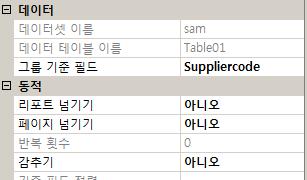 데이터
데이터셋 이름 sam
데이터 테이블 이름 Table01
그룹 기준 필드 Suppliercode
동적
리포트 넘기기 아니오
페이지 넘기기 아니오
반복 횟수 0
감추기 아니오